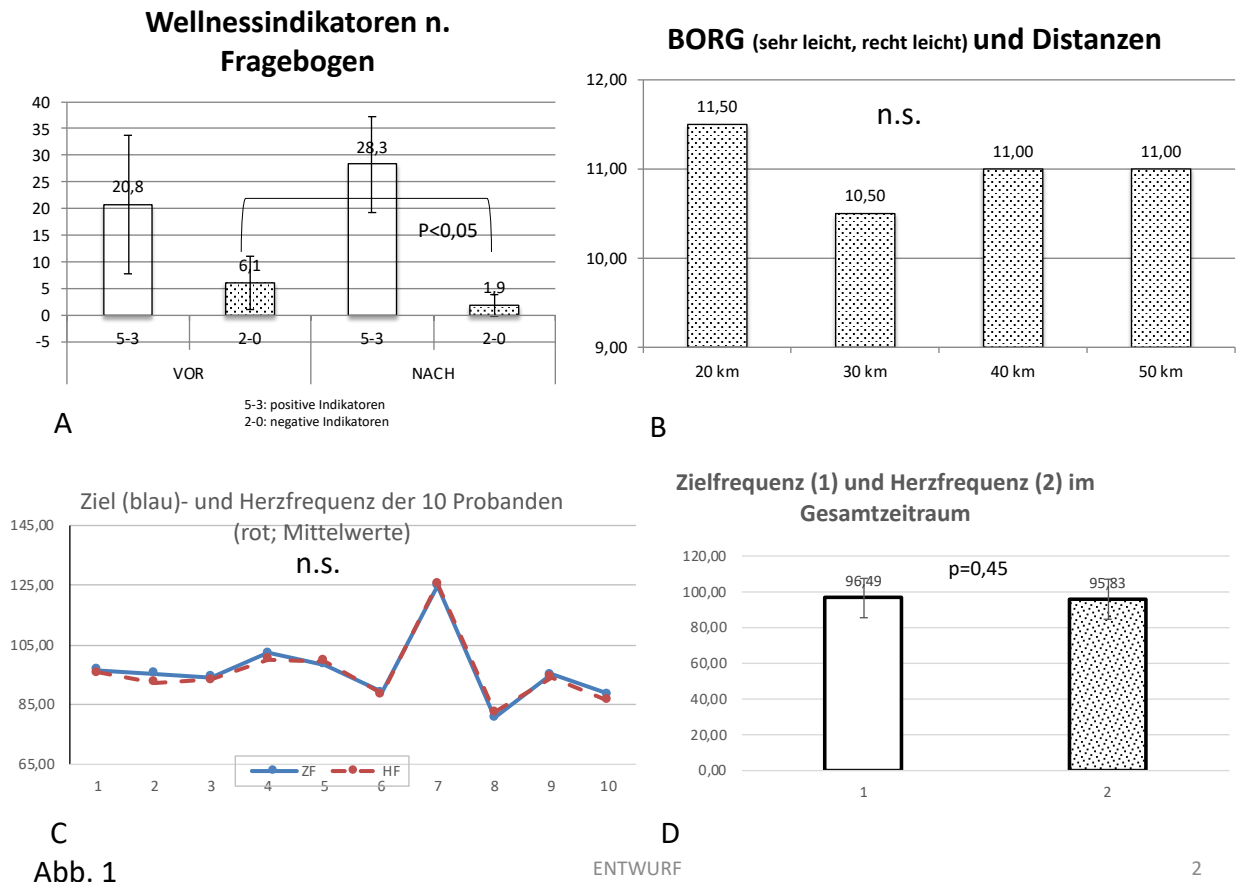 Wellnessindikatoren n.
Fragebogen
40
35
30
25
20
15
10
5
0
-5
20,8
6,1
28,3
1,9
P<0,05
5-3
2-0
5-3
2-0
VOR
NACH
5-3: positive Indikatoren
2-0: negative Indikatoren
A
BORG (sehr leicht, recht leicht) und Distanzen
12,00
11,00
10,00
9,00
11,50
10,50
11,00
11,00
n.s.
20 km
30 km
40 km
50 km
B
Ziel (blau)- und Herzfrequenz der 10 Probanden
(rot; Mittelwerte)
n.s.
145,00
125,00
105,00
85,00
65,00
ZF
HF
1
2
3
4
5
6
7
8
9
10
C
Zielfrequenz (1) und Herzfrequenz (2) im
Gesamtzeitraum
120,00
100,00
80,00
60,00
40,00
20,00
0,00
96,49
p=0,45
95,83
1
2
D
Abb. 1
ENTWURF
2